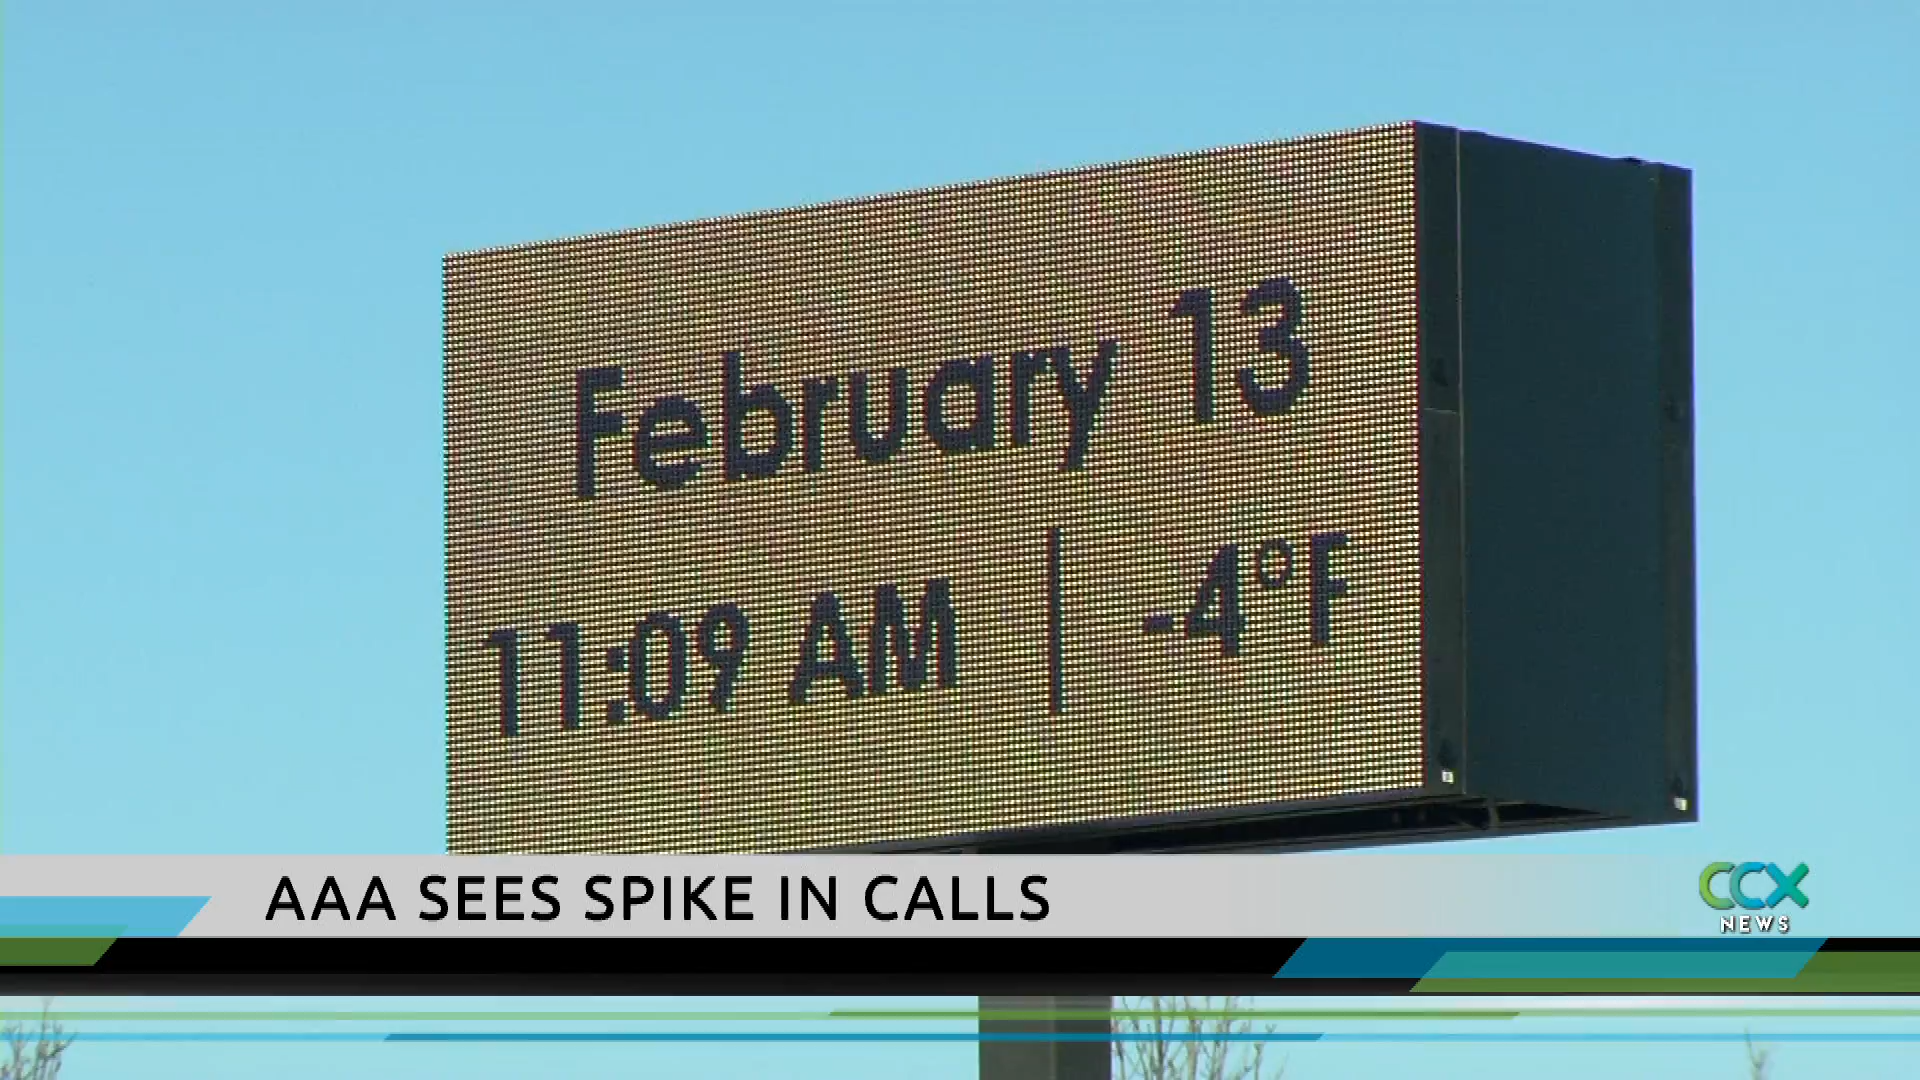 February 13
11:09 AM | -4°F
AAA SEES SPIKE IN CALLS
CCX
NEWS